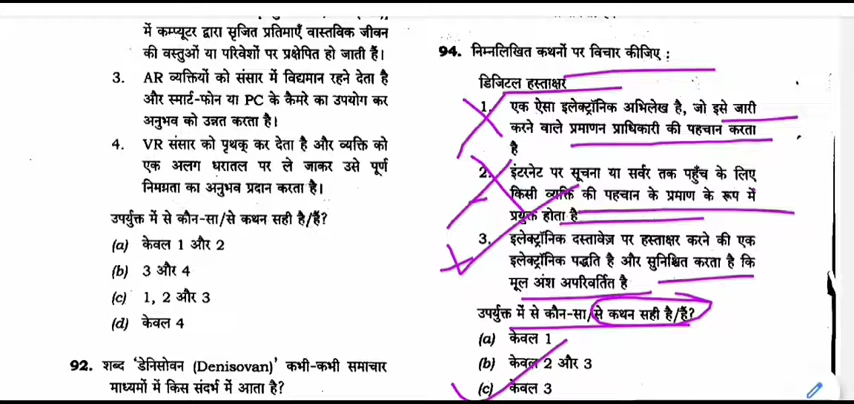 में कम्प्यूटर द्वारा सृजित प्रतिमाएँ वास्तविक जीवन
की वस्तुओं या परिवेशों पर प्रक्षेपित हो जाती हैं।
3. AR व्यक्तियों को संसार में विद्यमान रहने देता है
और स्मार्ट-फोन या PC के कैमरे का उपयोग कर
अनुभव को उन्नत करता है।
4. VR संसार को पृथक् कर देता है और व्यक्ति को
एक अलग धरातल पर ले जाकर उसे पूर्ण
निमग्नता का अनुभव प्रदान करता है।
उपर्युक्त में से कौन-सा/से कथन सही है/हैं?
(a) केवल 1 और 2
(b) 3 और 4
(c) 1, 2 और 3
(d) केवल 4
92. शब्द 'डेनिसोवन (Denisovan)' कभी-कभी समाचार
माध्यमों में किस संदर्भ में आता है?
94. निम्नलिखित कथनों पर विचार कीजिए :
डिजिटल हस्ताक्षर
1. एक ऐसा इलेक्ट्रॉनिक अभिलेख है, जो इसे जारी
करने वाले प्रमाणन प्राधिकारी की पहचान करता
है
2. इंटरनेट पर सूचना या सर्वर तक पहुँच के लिए
किसी व्यक्ति की पहचान के प्रमाण के रूप में
प्रयुक्त होता है
3. इलेक्ट्रॉनिक दस्तावेज़ पर हस्ताक्षर करने की एक
इलेक्ट्रॉनिक पद्धति है और सुनिश्चित करता है कि
मूल अंश अपरिवर्तित है
उपर्युक्त में से कौन-सा/से कथन सही है/हैं?
(a) केवल 1
(b) केवल 2 और 3
(c) केवल 3